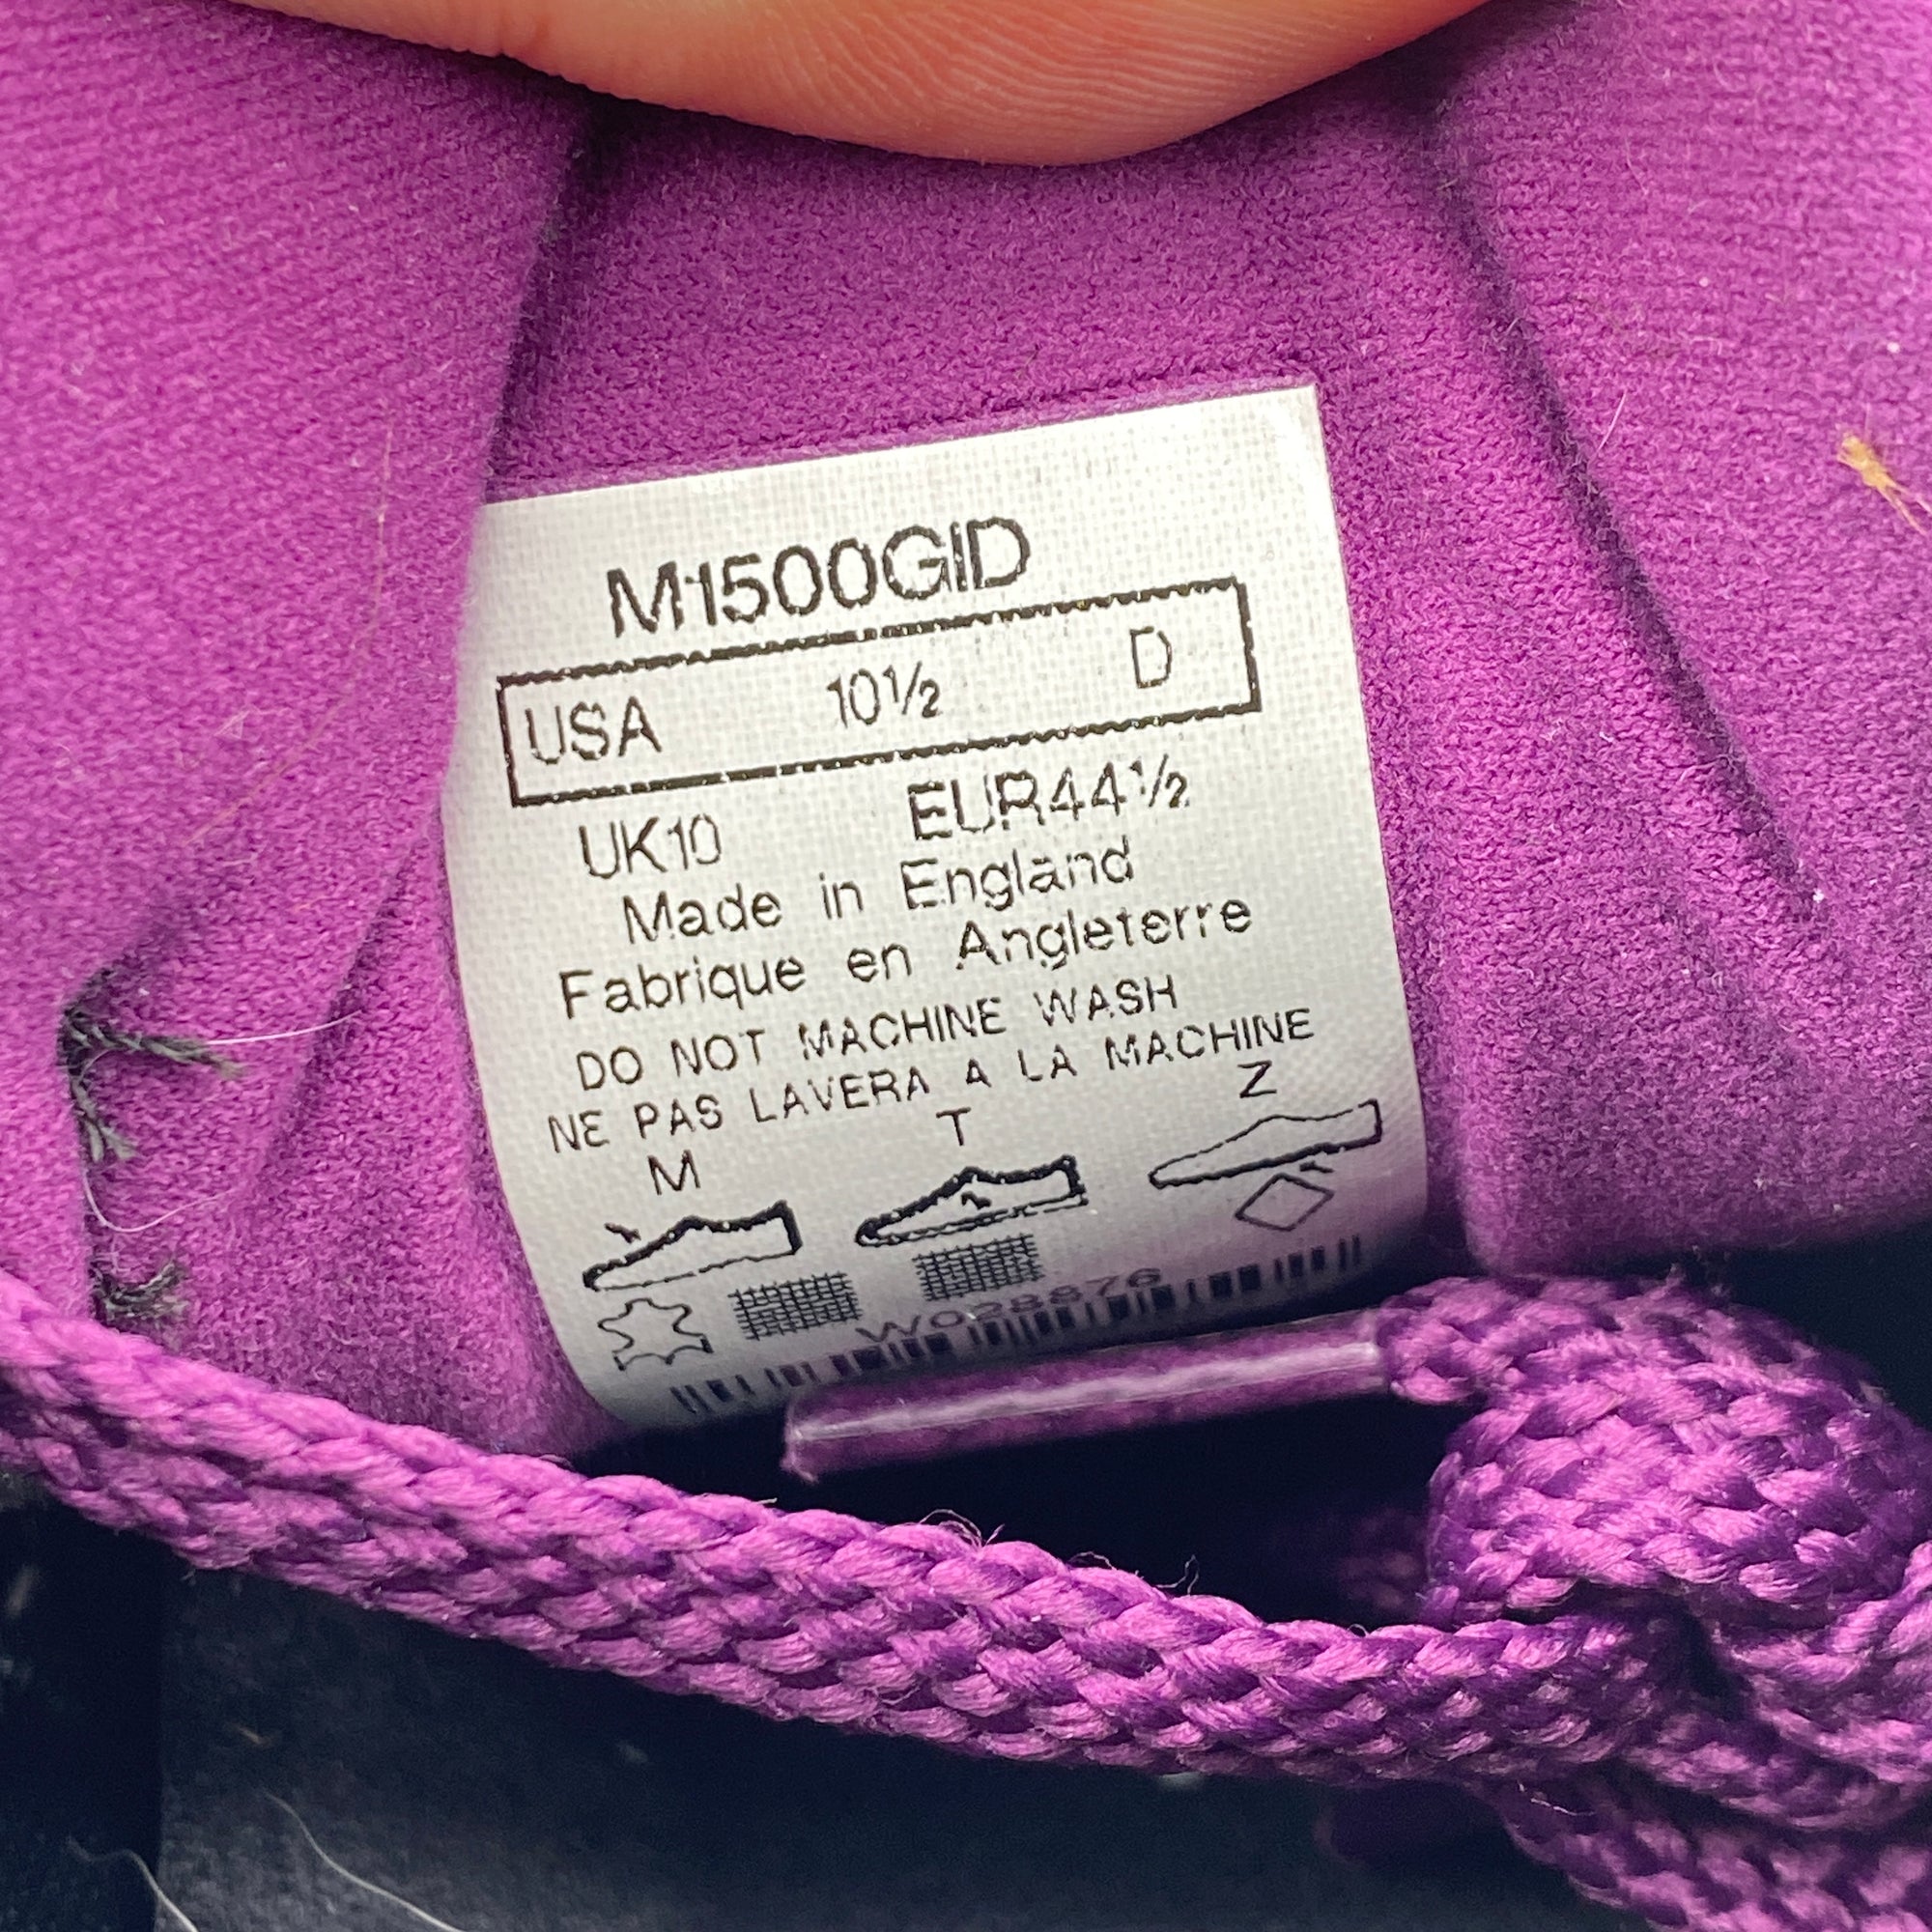 M1500GID
USA 10½ D
UK10 EUR44½
Made in England
Fabrique en Angleterre
DO NOT MACHINE WASH
NE PAS LAVERA A LA MACHINE
M T Z
W028876